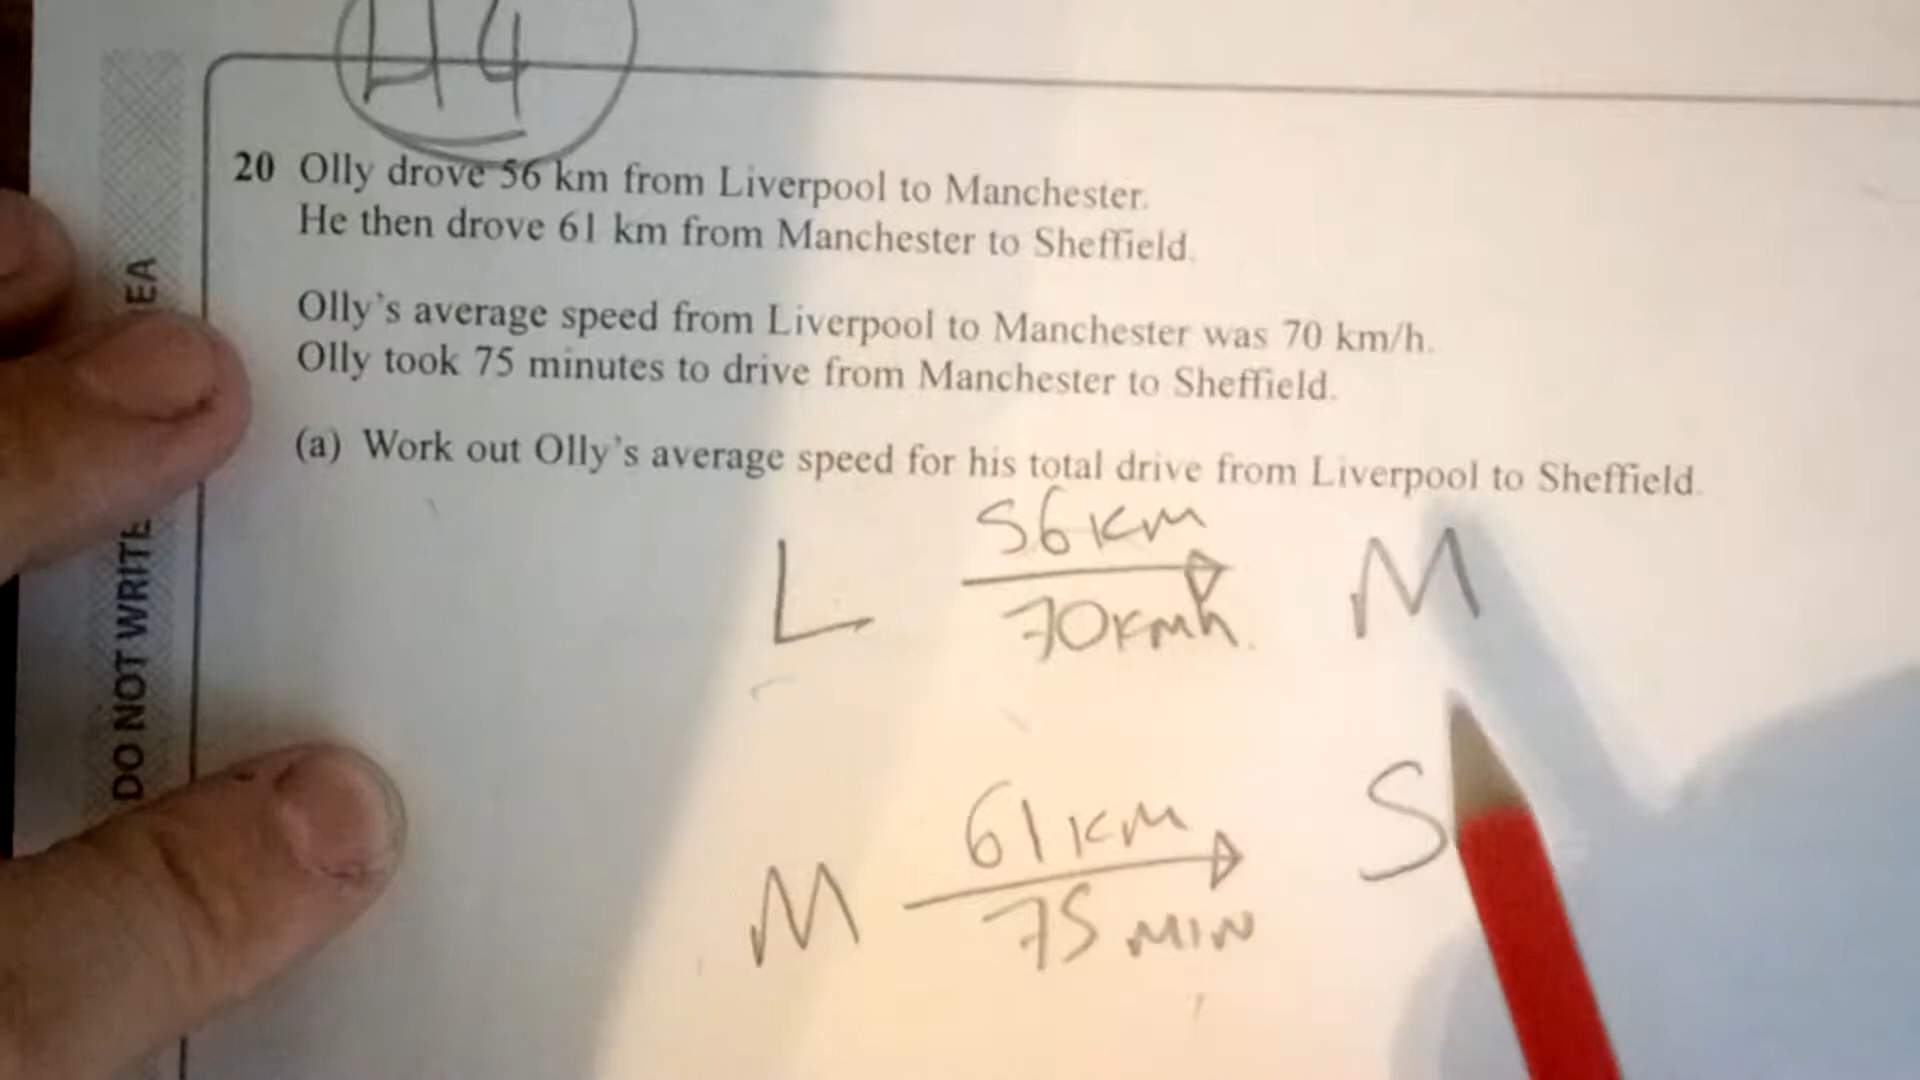 H4
20 Olly drove 56 km from Liverpool to Manchester.
He then drove 61 km from Manchester to Sheffield.
Olly's average speed from Liverpool to Manchester was 70 km/h.
Olly took 75 minutes to drive from Manchester to Sheffield.
(a) Work out Olly's average speed for his total drive from Liverpool to Sheffield.
L 56KM M
70KMh.
M 61KM S
75 MIN
DO NOT WRITE
EA